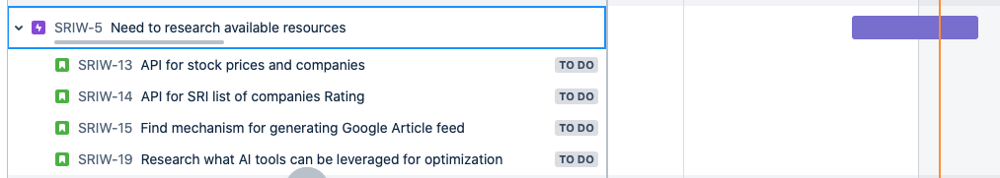 SRIW-5 Need to research available resources
SRIW-13 API for stock prices and companies TO DO
SRIW-14 API for SRI list of companies Rating TO DO
SRIW-15 Find mechanism for generating Google Article feed TO DO
SRIW-19 Research what AI tools can be leveraged for optimization TO DO